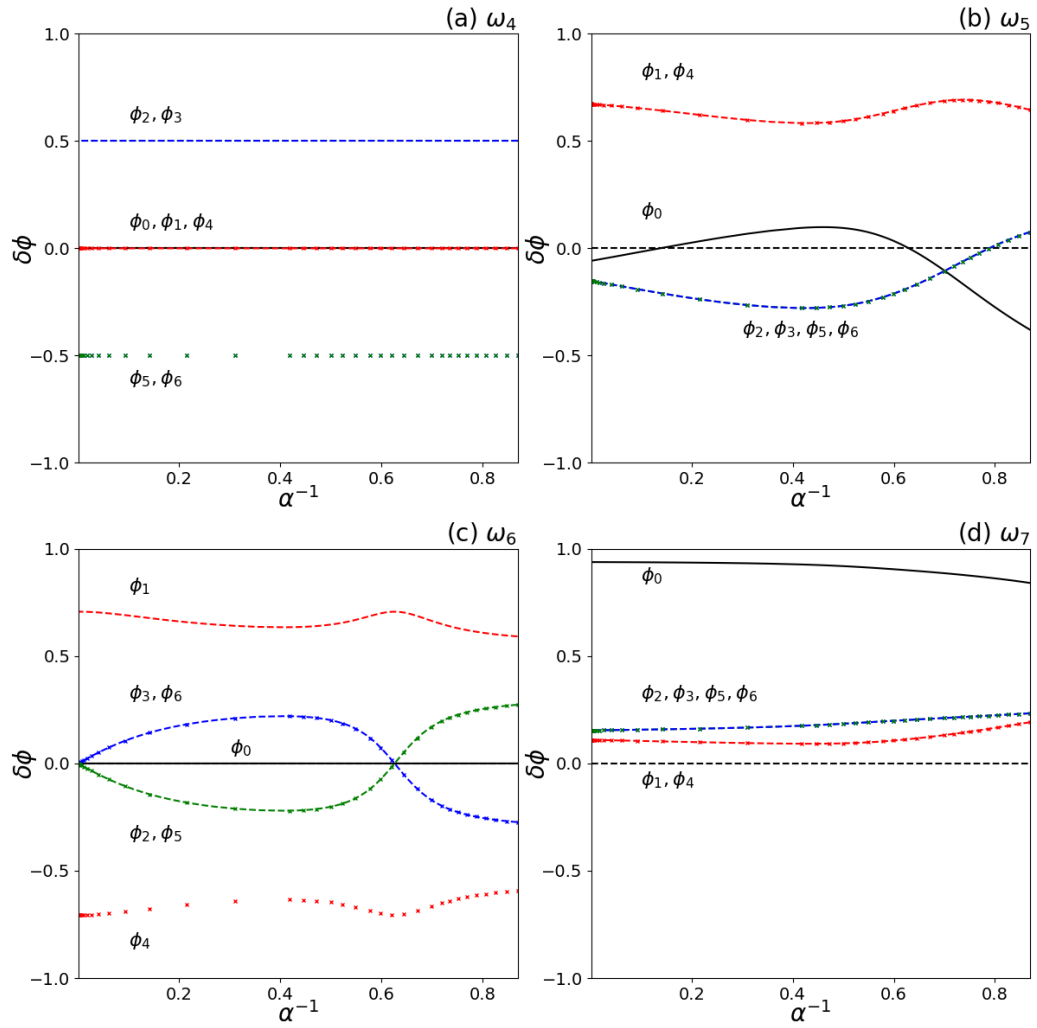 (a) ω₄
1.0
0.5
0.0
−0.5
−1.0
δϕ
ϕ₂, ϕ₃
ϕ₀, ϕ₁, ϕ₄
ϕ₅, ϕ₆
0.2 0.4 0.6 0.8
α⁻¹
(b) ω₅
1.0
0.5
0.0
−0.5
−1.0
δϕ
ϕ₁, ϕ₄
ϕ₀
ϕ₂, ϕ₃, ϕ₅, ϕ₆
0.2 0.4 0.6 0.8
α⁻¹
(c) ω₆
1.0
0.5
0.0
−0.5
−1.0
δϕ
ϕ₁
ϕ₃, ϕ₆
ϕ₀
ϕ₂, ϕ₅
ϕ₄
0.2 0.4 0.6 0.8
α⁻¹
(d) ω₇
1.0
0.5
0.0
−0.5
−1.0
δϕ
ϕ₀
ϕ₂, ϕ₃, ϕ₅, ϕ₆
ϕ₁, ϕ₄
0.2 0.4 0.6 0.8
α⁻¹